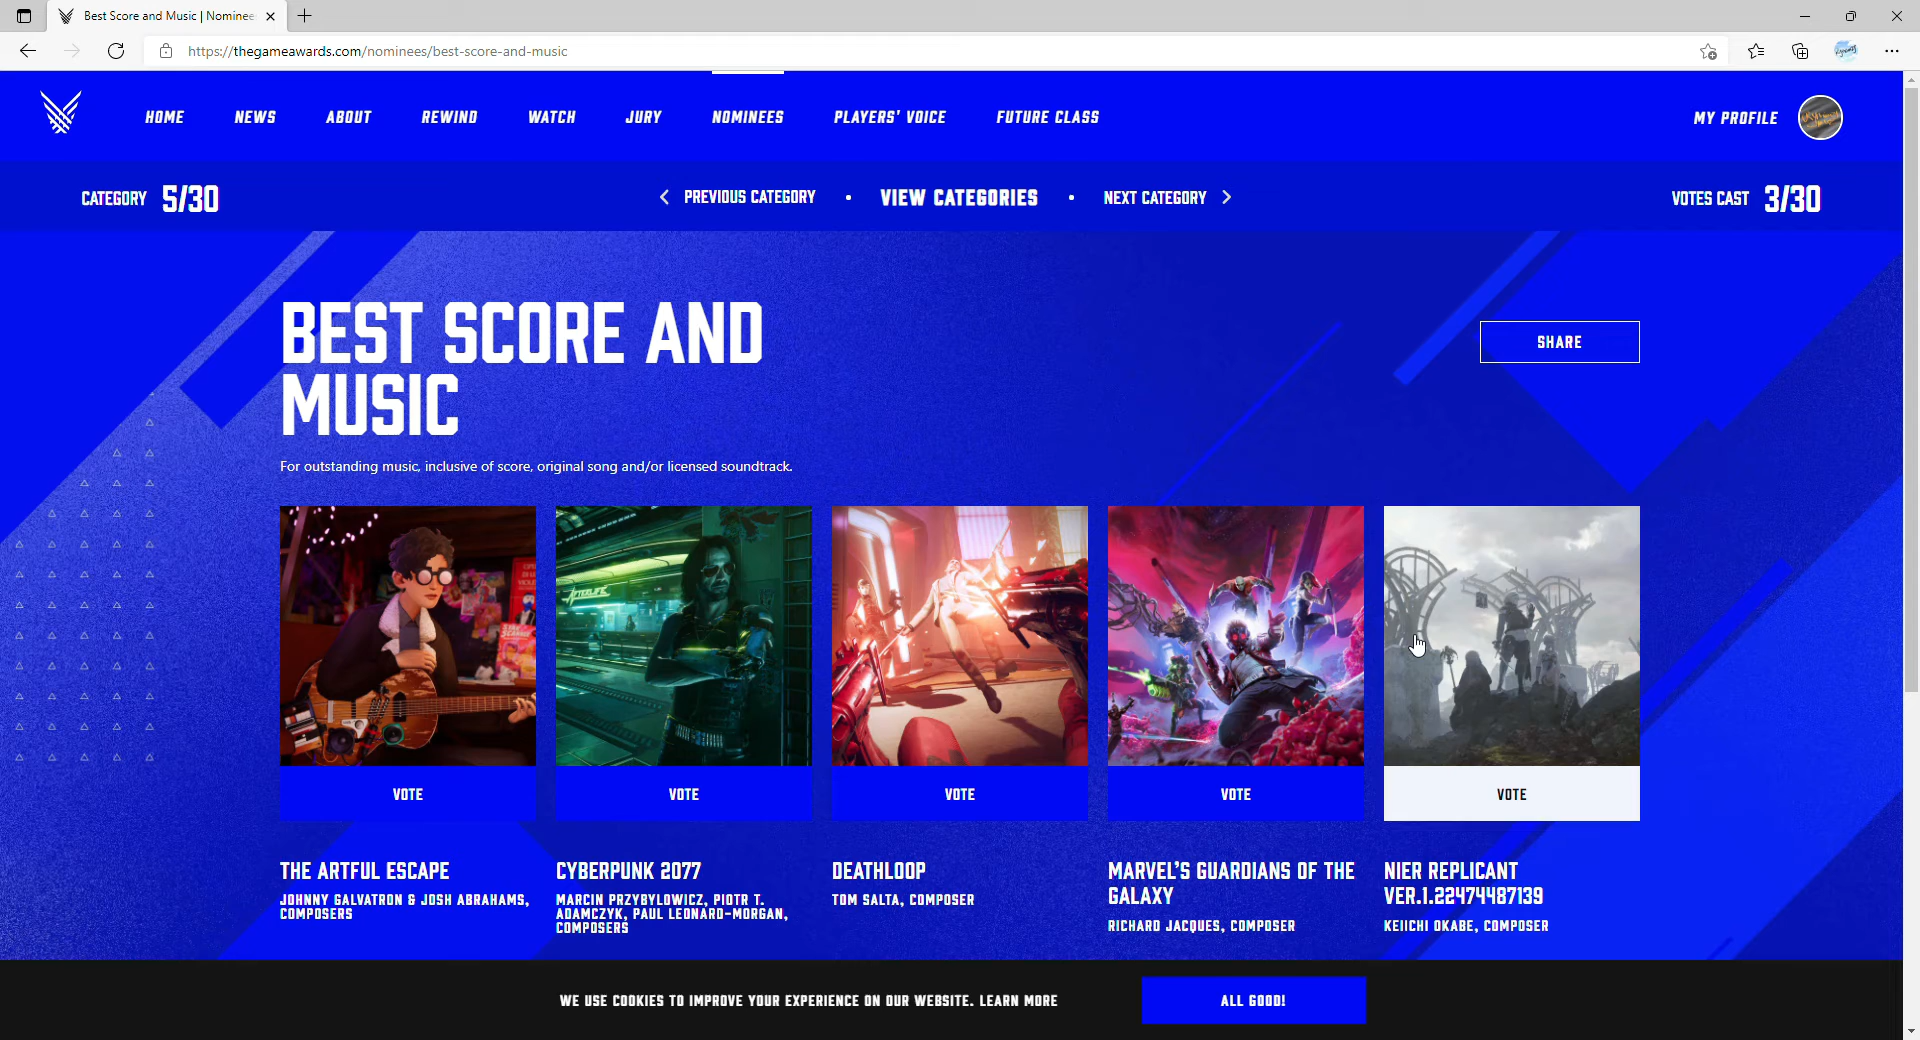 Best Score and Music | Nominee
https://thegameawards.com/nominees/best-score-and-music
HOME
NEWS
ABOUT
REWIND
WATCH
JURY
NOMINEES
PLAYERS' VOICE
FUTURE CLASS
MY PROFILE
CATEGORY 5/30
PREVIOUS CATEGORY
VIEW CATEGORIES
NEXT CATEGORY
VOTES CAST 3/30
BEST SCORE AND
MUSIC
SHARE
For outstanding music, inclusive of score, original song and/or licensed soundtrack.
AFTERLIFE
VOTE
VOTE
VOTE
VOTE
VOTE
THE ARTFUL ESCAPE
JOHNNY GALVATRON & JOSH ABRAHAMS,
COMPOSERS
CYBERPUNK 2077
MARCIN PRZYBYLOWICZ, PIOTR T.
ADAMCZYK, PAUL LEONARD-MORGAN,
COMPOSERS
DEATHLOOP
TOM SALTA, COMPOSER
MARVEL'S GUARDIANS OF THE
GALAXY
RICHARD JACQUES, COMPOSER
NIER REPLICANT
VER.1.22474487139
KEIICHI OKABE, COMPOSER
WE USE COOKIES TO IMPROVE YOUR EXPERIENCE ON OUR WEBSITE. LEARN MORE
ALL GOOD!